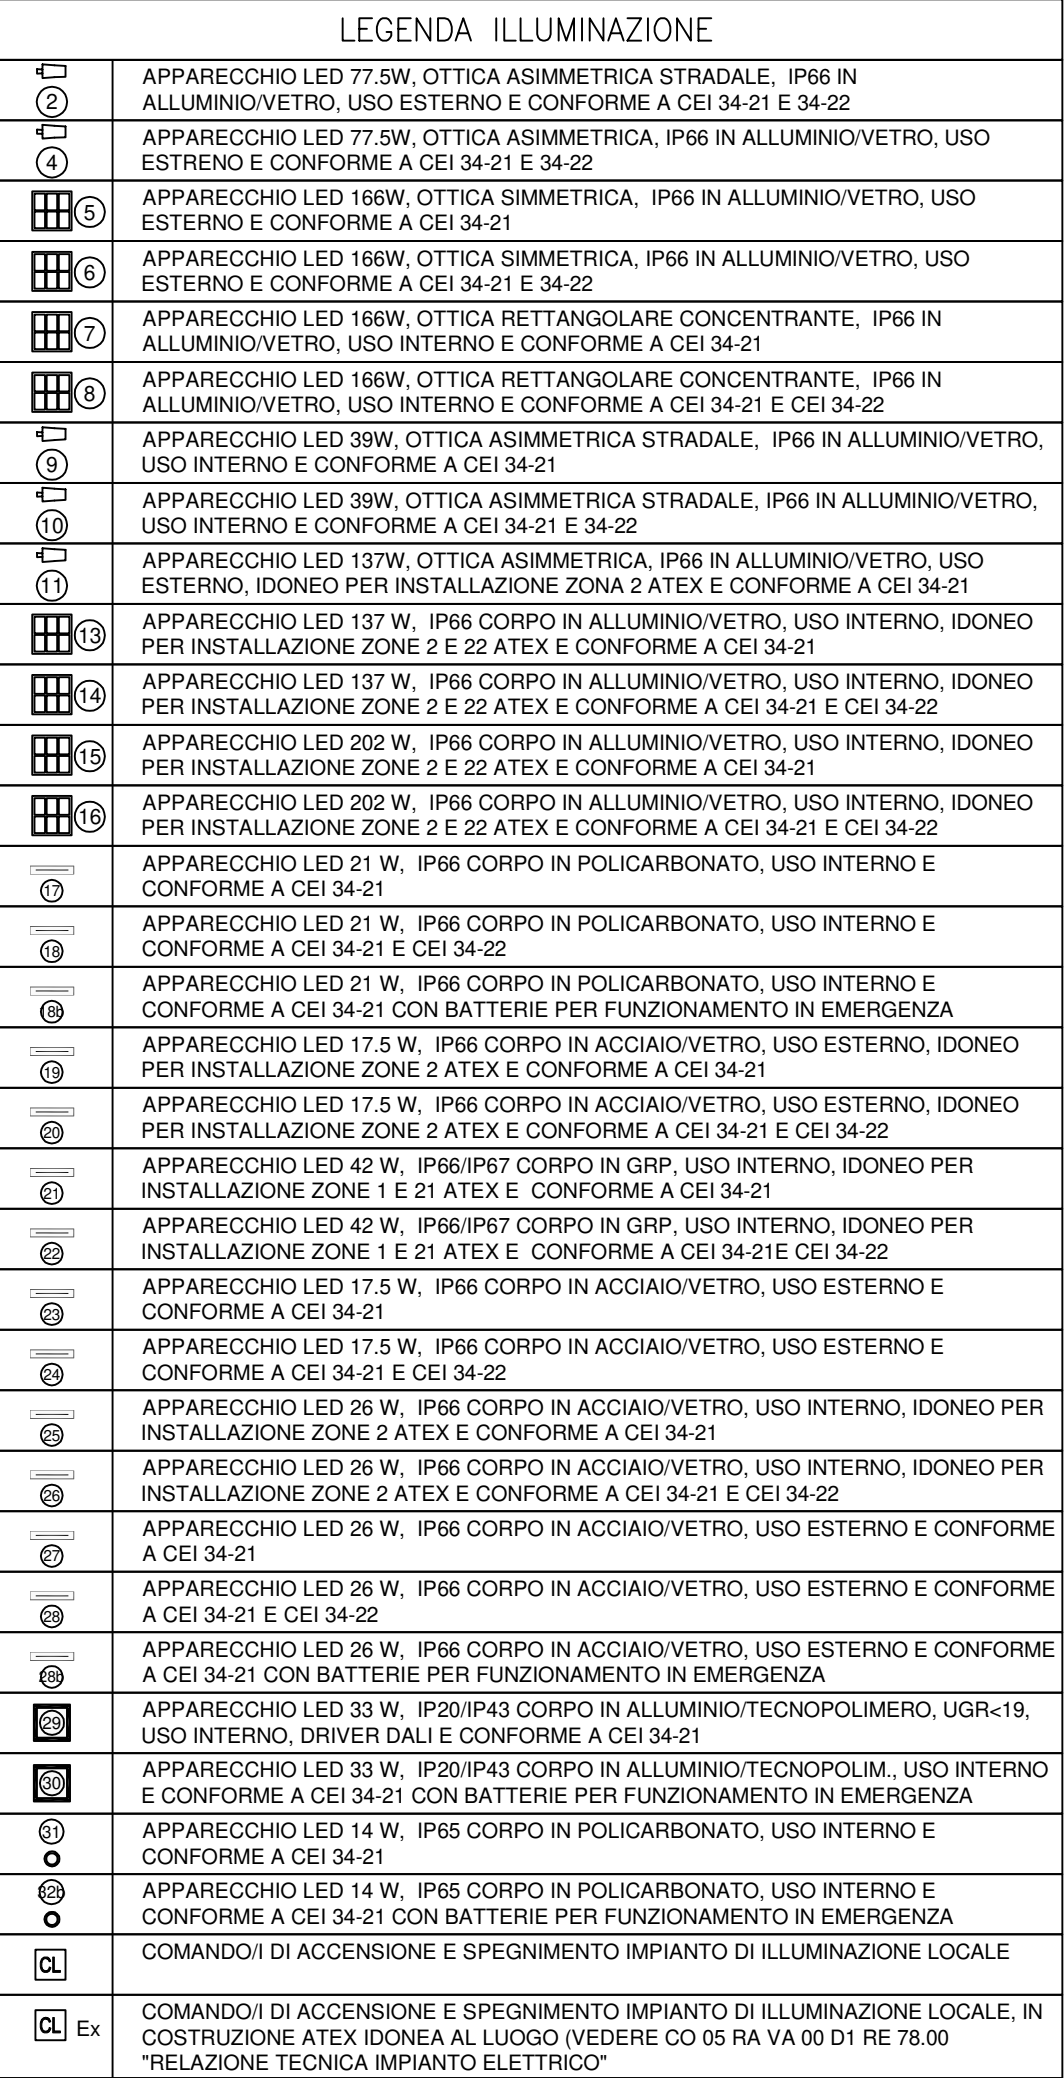 LEGENDA ILLUMINAZIONE
2
APPARECCHIO LED 77.5W, OTTICA ASIMMETRICA STRADALE, IP66 IN
ALLUMINIO/VETRO, USO ESTERNO E CONFORME A CEI 34-21 E 34-22
4
APPARECCHIO LED 77.5W, OTTICA ASIMMETRICA, IP66 IN ALLUMINIO/VETRO, USO
ESTRENO E CONFORME A CEI 34-21 E 34-22
5
APPARECCHIO LED 166W, OTTICA SIMMETRICA, IP66 IN ALLUMINIO/VETRO, USO
ESTERNO E CONFORME A CEI 34-21
6
APPARECCHIO LED 166W, OTTICA SIMMETRICA, IP66 IN ALLUMINIO/VETRO, USO
ESTERNO E CONFORME A CEI 34-21 E 34-22
7
APPARECCHIO LED 166W, OTTICA RETTANGOLARE CONCENTRANTE, IP66 IN
ALLUMINIO/VETRO, USO INTERNO E CONFORME A CEI 34-21
8
APPARECCHIO LED 166W, OTTICA RETTANGOLARE CONCENTRANTE, IP66 IN
ALLUMINIO/VETRO, USO INTERNO E CONFORME A CEI 34-21 E CEI 34-22
9
APPARECCHIO LED 39W, OTTICA ASIMMETRICA STRADALE, IP66 IN ALLUMINIO/VETRO,
USO INTERNO E CONFORME A CEI 34-21
10
APPARECCHIO LED 39W, OTTICA ASIMMETRICA STRADALE, IP66 IN ALLUMINIO/VETRO,
USO INTERNO E CONFORME A CEI 34-21 E 34-22
11
APPARECCHIO LED 137W, OTTICA ASIMMETRICA, IP66 IN ALLUMINIO/VETRO, USO
ESTERNO, IDONEO PER INSTALLAZIONE ZONA 2 ATEX E CONFORME A CEI 34-21
13
APPARECCHIO LED 137 W, IP66 CORPO IN ALLUMINIO/VETRO, USO INTERNO, IDONEO
PER INSTALLAZIONE ZONE 2 E 22 ATEX E CONFORME A CEI 34-21
14
APPARECCHIO LED 137 W, IP66 CORPO IN ALLUMINIO/VETRO, USO INTERNO, IDONEO
PER INSTALLAZIONE ZONE 2 E 22 ATEX E CONFORME A CEI 34-21 E CEI 34-22
15
APPARECCHIO LED 202 W, IP66 CORPO IN ALLUMINIO/VETRO, USO INTERNO, IDONEO
PER INSTALLAZIONE ZONE 2 E 22 ATEX E CONFORME A CEI 34-21
16
APPARECCHIO LED 202 W, IP66 CORPO IN ALLUMINIO/VETRO, USO INTERNO, IDONEO
PER INSTALLAZIONE ZONE 2 E 22 ATEX E CONFORME A CEI 34-21 E CEI 34-22
17
APPARECCHIO LED 21 W, IP66 CORPO IN POLICARBONATO, USO INTERNO E
CONFORME A CEI 34-21
18
APPARECCHIO LED 21 W, IP66 CORPO IN POLICARBONATO, USO INTERNO E
CONFORME A CEI 34-21 E CEI 34-22
18b
APPARECCHIO LED 21 W, IP66 CORPO IN POLICARBONATO, USO INTERNO E
CONFORME A CEI 34-21 CON BATTERIE PER FUNZIONAMENTO IN EMERGENZA
19
APPARECCHIO LED 17.5 W, IP66 CORPO IN ACCIAIO/VETRO, USO ESTERNO, IDONEO
PER INSTALLAZIONE ZONE 2 ATEX E CONFORME A CEI 34-21
20
APPARECCHIO LED 17.5 W, IP66 CORPO IN ACCIAIO/VETRO, USO ESTERNO, IDONEO
PER INSTALLAZIONE ZONE 2 ATEX E CONFORME A CEI 34-21 E CEI 34-22
21
APPARECCHIO LED 42 W, IP66/IP67 CORPO IN GRP, USO INTERNO, IDONEO PER
INSTALLAZIONE ZONE 1 E 21 ATEX E CONFORME A CEI 34-21
22
APPARECCHIO LED 42 W, IP66/IP67 CORPO IN GRP, USO INTERNO, IDONEO PER
INSTALLAZIONE ZONE 1 E 21 ATEX E CONFORME A CEI 34-21E CEI 34-22
23
APPARECCHIO LED 17.5 W, IP66 CORPO IN ACCIAIO/VETRO, USO ESTERNO E
CONFORME A CEI 34-21
24
APPARECCHIO LED 17.5 W, IP66 CORPO IN ACCIAIO/VETRO, USO ESTERNO E
CONFORME A CEI 34-21 E CEI 34-22
25
APPARECCHIO LED 26 W, IP66 CORPO IN ACCIAIO/VETRO, USO INTERNO, IDONEO PER
INSTALLAZIONE ZONE 2 ATEX E CONFORME A CEI 34-21
26
APPARECCHIO LED 26 W, IP66 CORPO IN ACCIAIO/VETRO, USO INTERNO, IDONEO PER
INSTALLAZIONE ZONE 2 ATEX E CONFORME A CEI 34-21 E CEI 34-22
27
APPARECCHIO LED 26 W, IP66 CORPO IN ACCIAIO/VETRO, USO ESTERNO E CONFORME
A CEI 34-21
28
APPARECCHIO LED 26 W, IP66 CORPO IN ACCIAIO/VETRO, USO ESTERNO E CONFORME
A CEI 34-21 E CEI 34-22
28b
APPARECCHIO LED 26 W, IP66 CORPO IN ACCIAIO/VETRO, USO ESTERNO E CONFORME
A CEI 34-21 CON BATTERIE PER FUNZIONAMENTO IN EMERGENZA
29
APPARECCHIO LED 33 W, IP20/IP43 CORPO IN ALLUMINIO/TECNOPOLIMERO, UGR<19,
USO INTERNO, DRIVER DALI E CONFORME A CEI 34-21
30
APPARECCHIO LED 33 W, IP20/IP43 CORPO IN ALLUMINIO/TECNOPOLIM., USO INTERNO
E CONFORME A CEI 34-21 CON BATTERIE PER FUNZIONAMENTO IN EMERGENZA
31
APPARECCHIO LED 14 W, IP65 CORPO IN POLICARBONATO, USO INTERNO E
CONFORME A CEI 34-21
32b
APPARECCHIO LED 14 W, IP65 CORPO IN POLICARBONATO, USO INTERNO E
CONFORME A CEI 34-21 CON BATTERIE PER FUNZIONAMENTO IN EMERGENZA
CL
COMANDO/I DI ACCENSIONE E SPEGNIMENTO IMPIANTO DI ILLUMINAZIONE LOCALE
CL Ex
COMANDO/I DI ACCENSIONE E SPEGNIMENTO IMPIANTO DI ILLUMINAZIONE LOCALE, IN
COSTRUZIONE ATEX IDONEA AL LUOGO (VEDERE CO 05 RA VA 00 D1 RE 78.00
"RELAZIONE TECNICA IMPIANTO ELETTRICO"